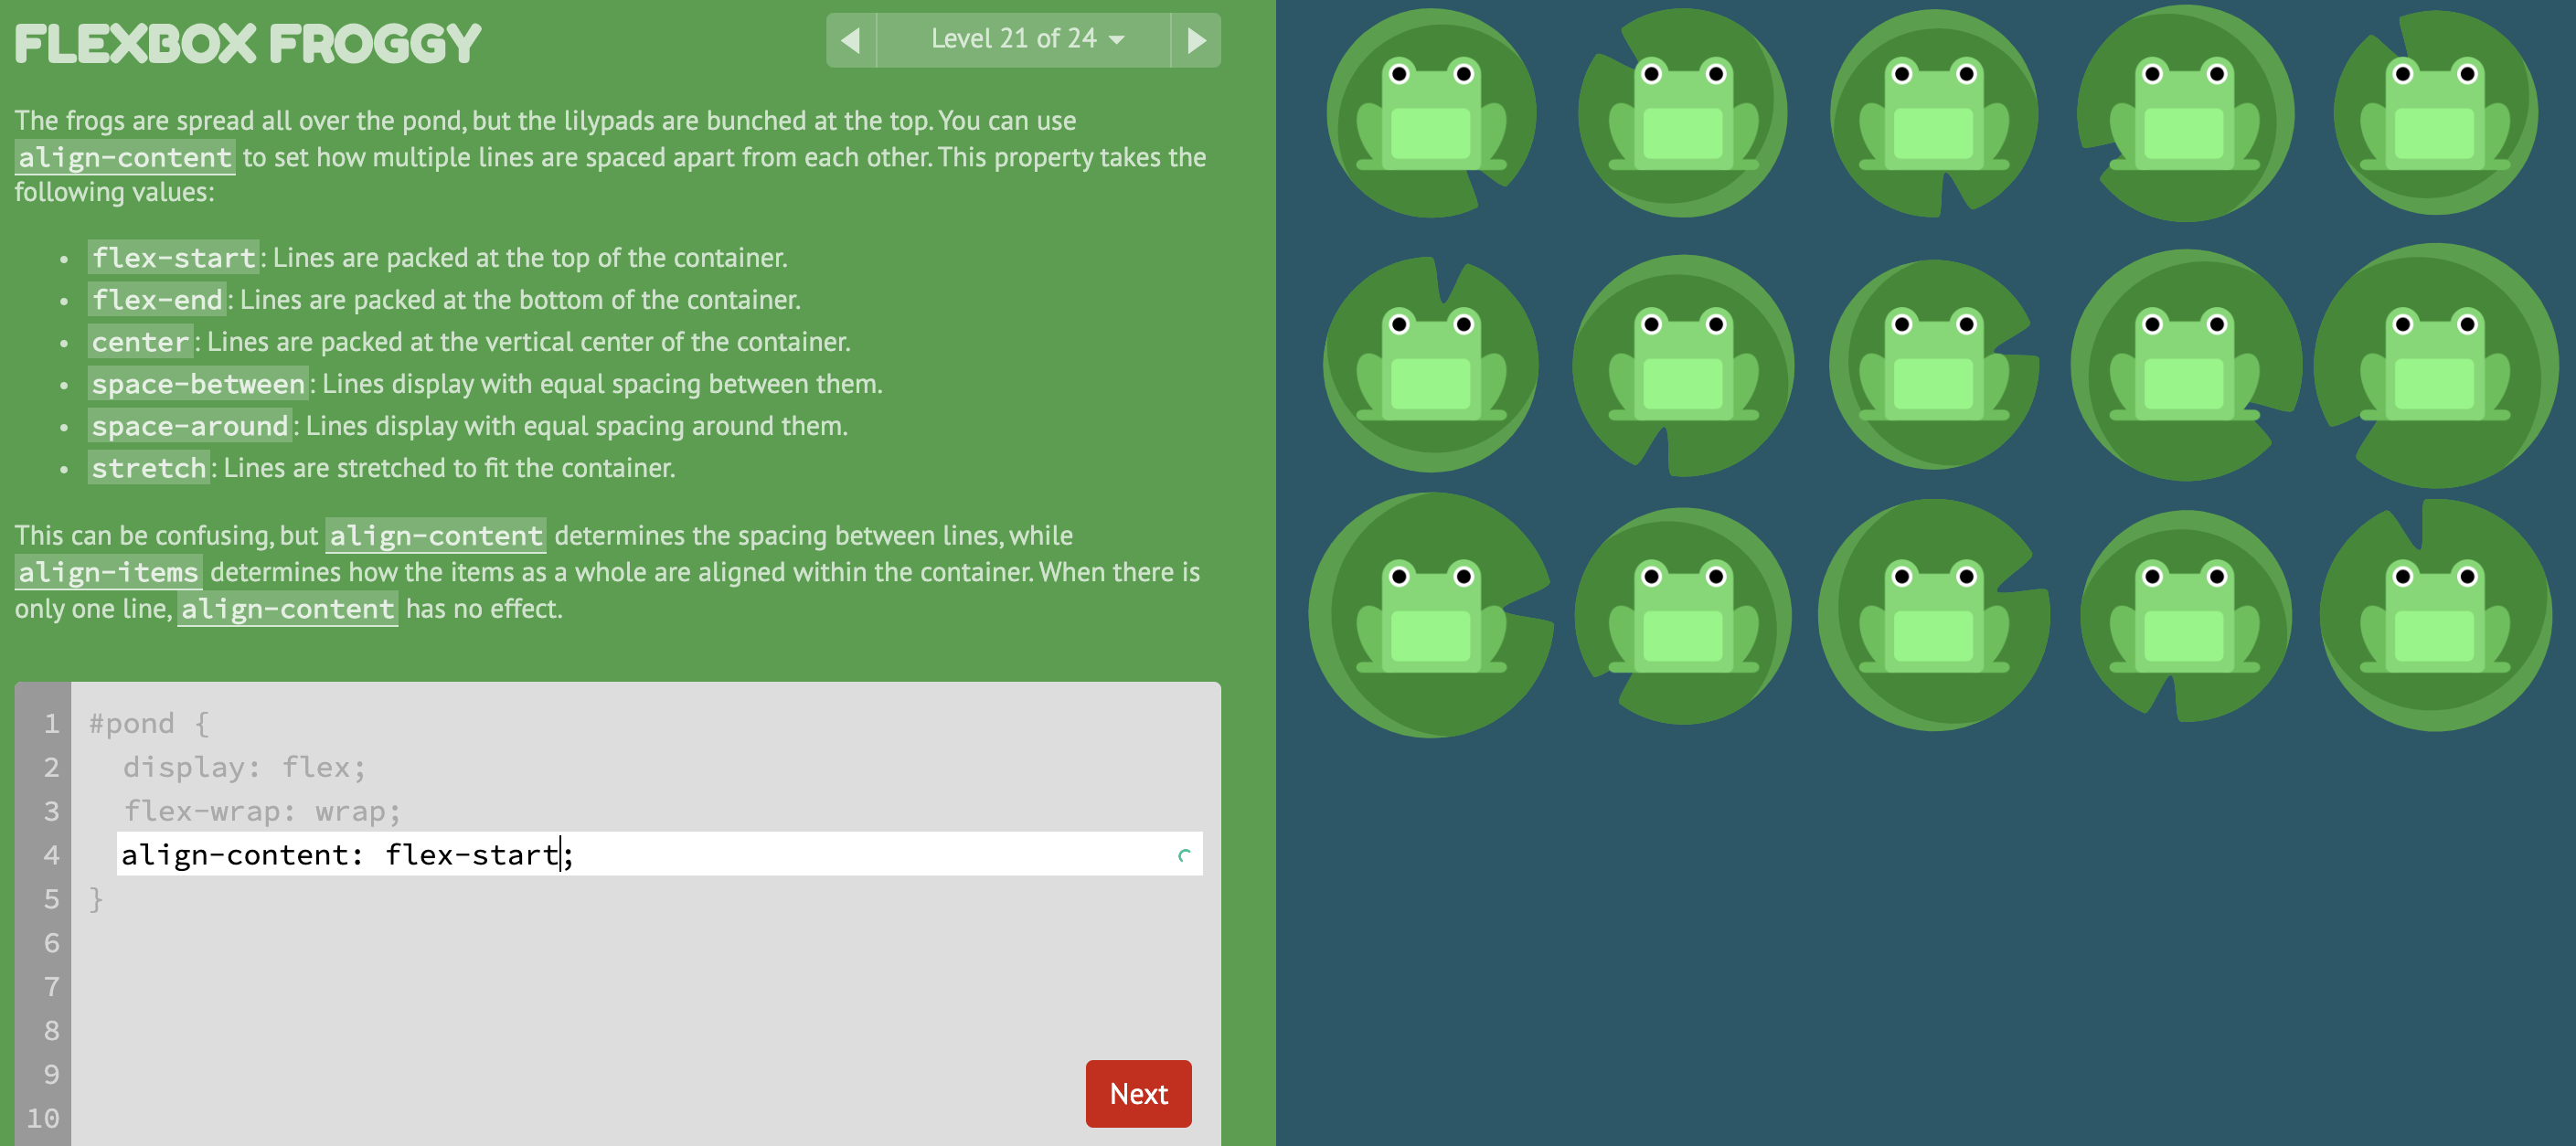 FLEXBOX FROGGY
Level 21 of 24
The frogs are spread all over the pond, but the lilypads are bunched at the top. You can use
align-content to set how multiple lines are spaced apart from each other. This property takes the
following values:
• flex-start: Lines are packed at the top of the container.
• flex-end: Lines are packed at the bottom of the container.
• center: Lines are packed at the vertical center of the container.
• space-between: Lines display with equal spacing between them.
• space-around: Lines display with equal spacing around them.
• stretch: Lines are stretched to fit the container.
This can be confusing, but align-content determines the spacing between lines, while
align-items determines how the items as a whole are aligned within the container. When there is
only one line, align-content has no effect.
1 #pond {
2 display: flex;
3 flex-wrap: wrap;
4 align-content: flex-start;
5 }
6
7
8
9
10
Next